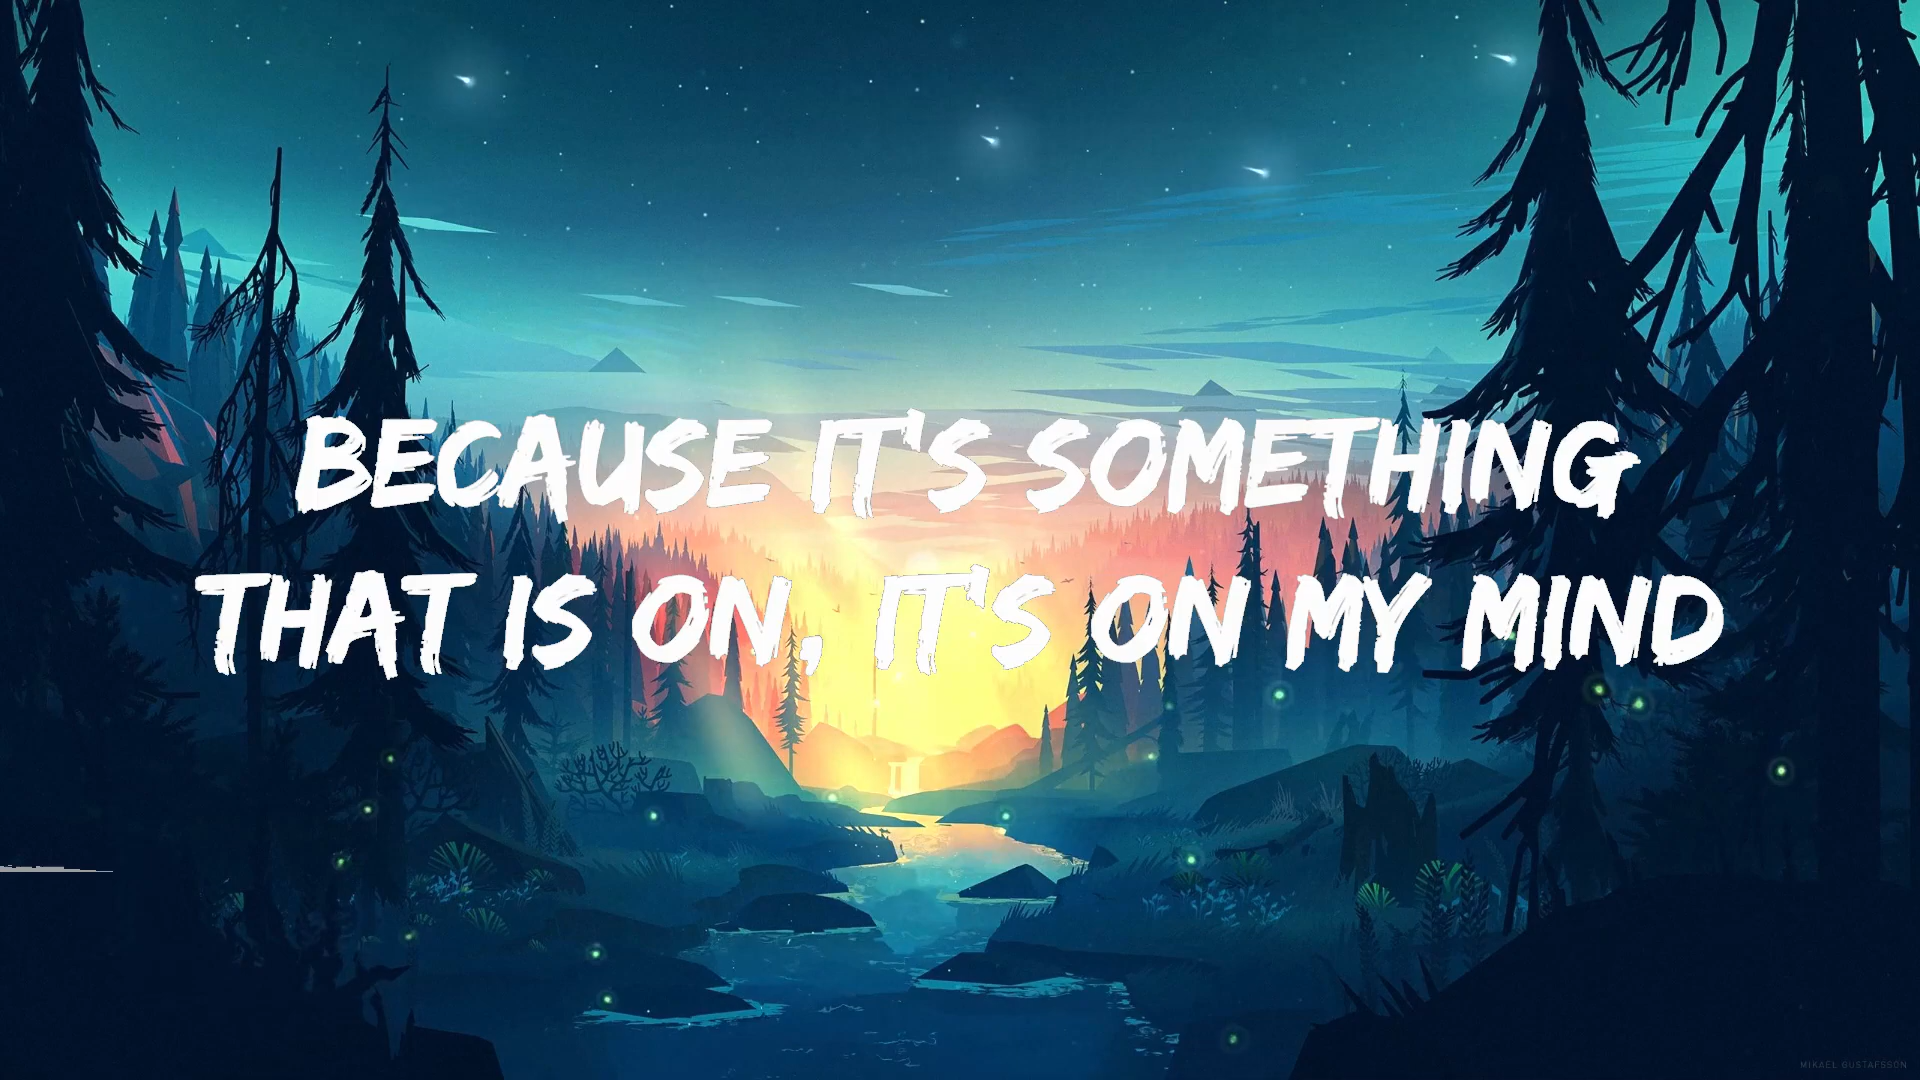 BECAUSE IT'S SOMETHING
THAT IS ON, IT'S ON MY MIND
MIKAEL GUSTAFSSON